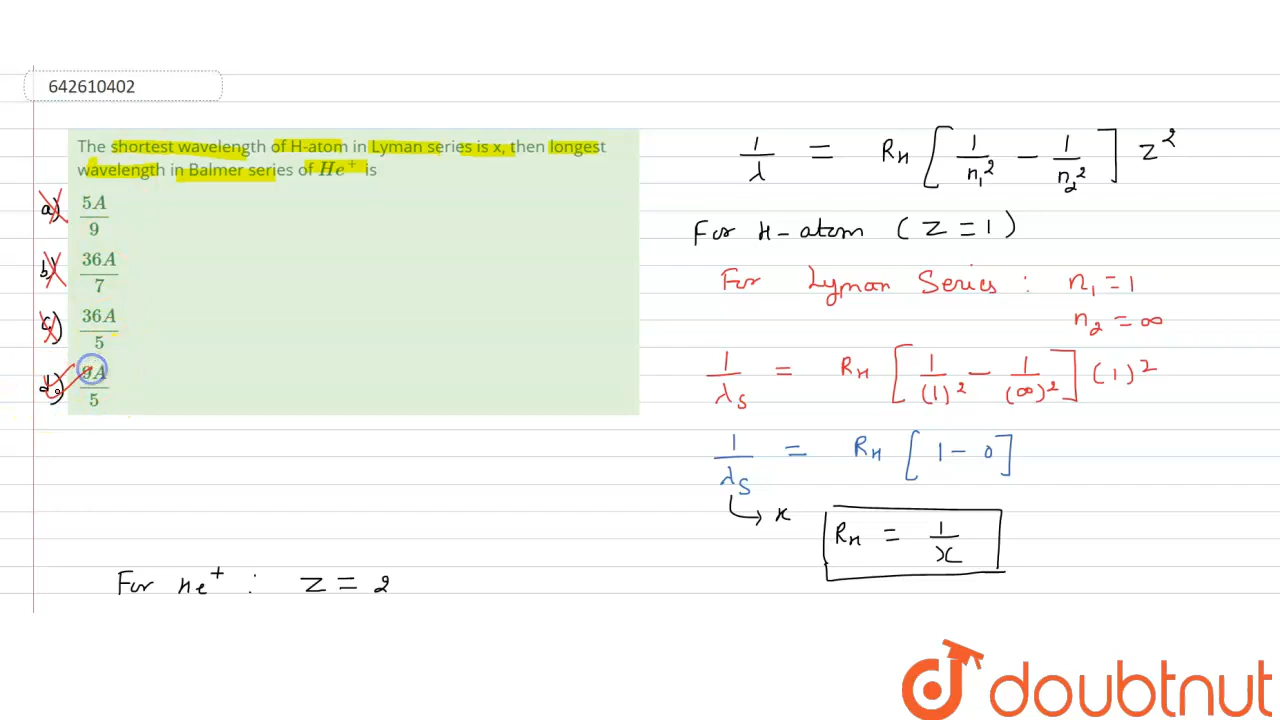 642610402
The shortest wavelength of H-atom in Lyman series is x, then longest
wavelength in Balmer series of He⁺ is
a) 5A/9
b) 36A/7
c) 36A/5
d) 9A/5
For He⁺ : Z = 2
1/λ = R_H [1/n₁² − 1/n₂²] Z²
For H-atom (Z = 1)
For Lyman Series : n₁ = 1
n₂ = ∞
1/λ_S = R_H [1/(1)² − 1/(∞)²] (1)²
1/λ_S = R_H [1 − 0]
→ x
R_H = 1/x
doubtnut